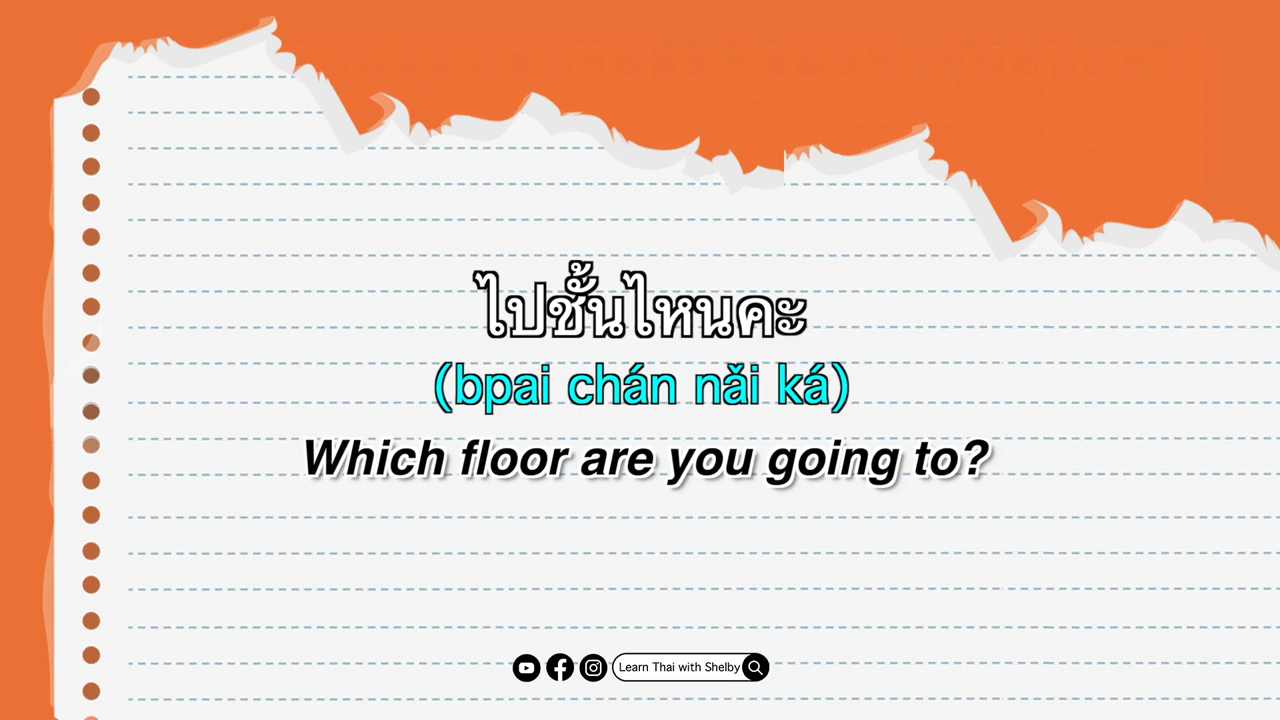 ไปชั้นไหนคะ
(bpai chán nǎi ká)
Which floor are you going to?
Learn Thai with Shelby